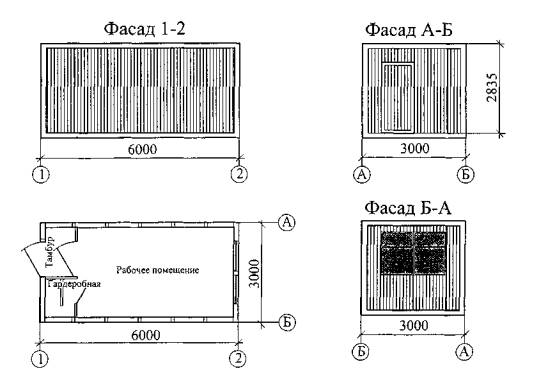 Фасад 1-2
6000
1
2
Фасад А-Б
2835
3000
А
Б
Тамбур
Гардеробная
Рабочее помещение
3000
А
Б
6000
1
2
Фасад Б-А
3000
Б
А